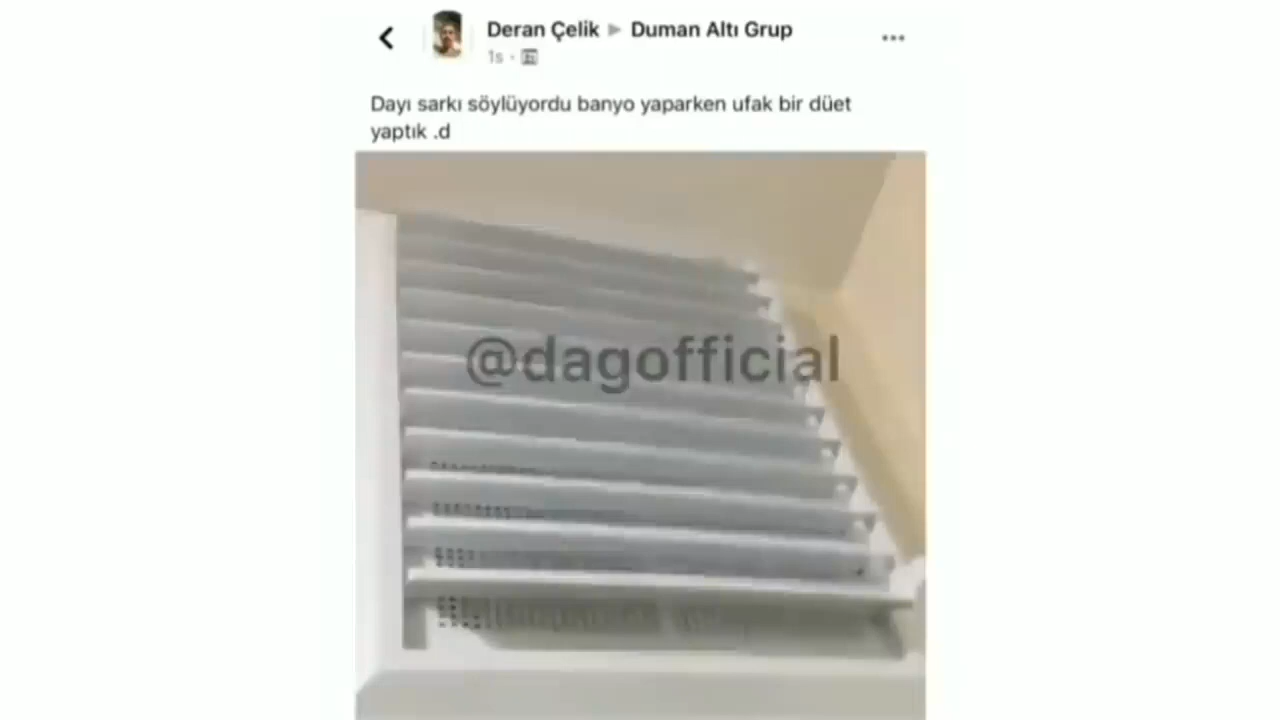 Deran Çelik ▶ Duman Altı Grup
1s ·
Dayı sarkı söylüyordu banyo yaparken ufak bir düet
yaptık .d
@dagofficial